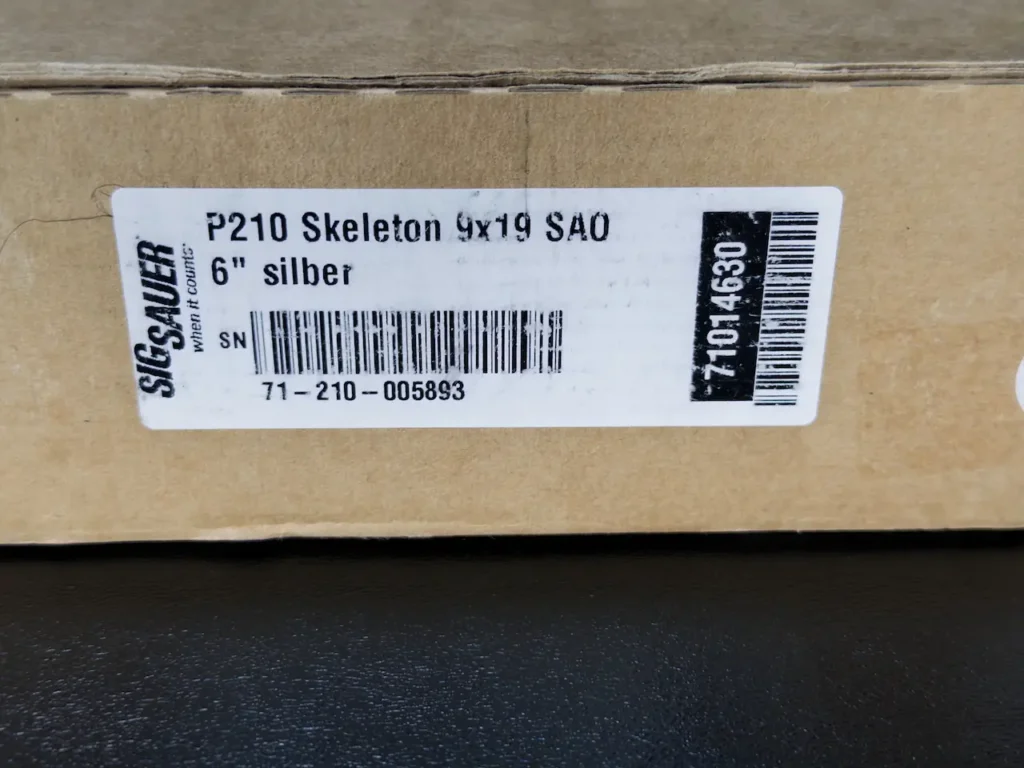 SIGSAUER
when it counts
P210 Skeleton 9x19 SAO
6" silber
SN
71-210-005893
71014630